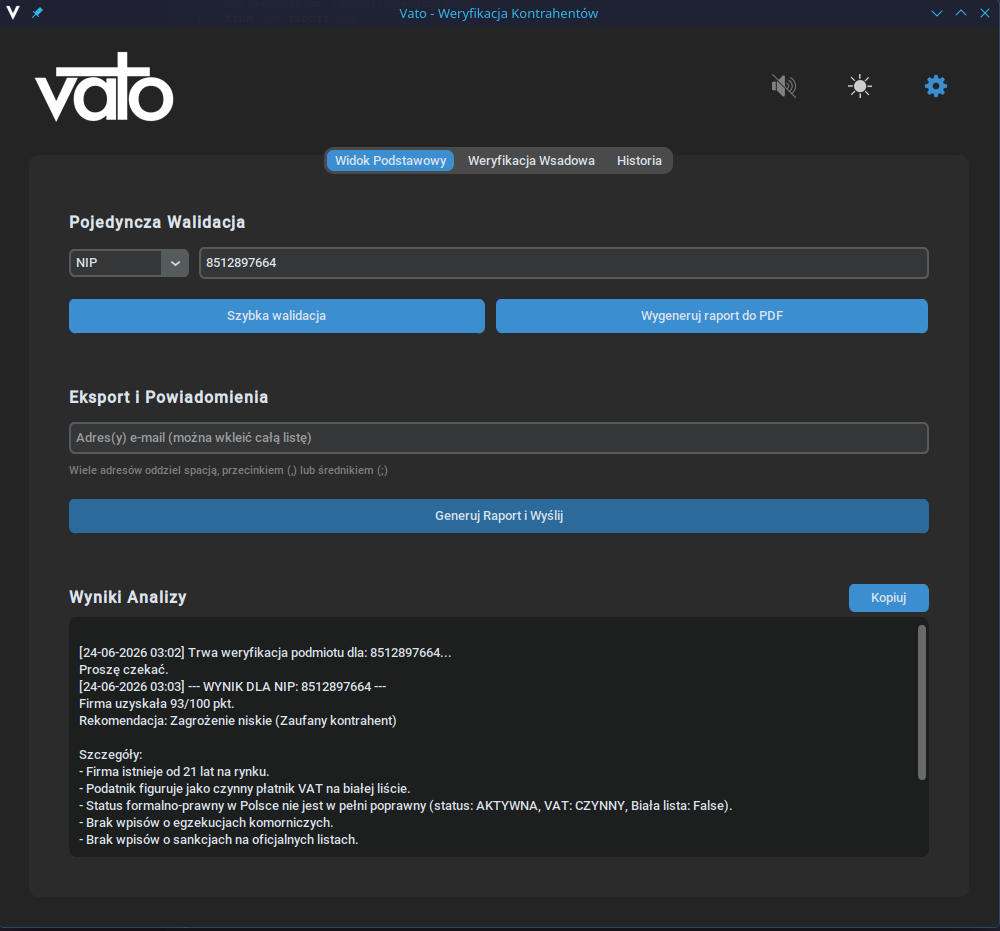 Vato - Weryfikacja Kontrahentów
vato
Widok Podstawowy Weryfikacja Wsadowa Historia
Pojedyncza Walidacja
NIP 8512897664
Szybka walidacja Wygeneruj raport do PDF
Eksport i Powiadomienia
Adres(y) e-mail (można wkleić całą listę)
Wiele adresów oddziel spacją, przecinkiem (,) lub średnikiem (;)
Generuj Raport i Wyślij
Wyniki Analizy Kopiuj
[24-06-2026 03:02] Trwa weryfikacja podmiotu dla: 8512897664...
Proszę czekać.
[24-06-2026 03:03] --- WYNIK DLA NIP: 8512897664 ---
Firma uzyskała 93/100 pkt.
Rekomendacja: Zagrożenie niskie (Zaufany kontrahent)
Szczegóły:
- Firma istnieje od 21 lat na rynku.
- Podatnik figuruje jako czynny płatnik VAT na białej liście.
- Status formalno-prawny w Polsce nie jest w pełni poprawny (status: AKTYWNA, VAT: CZYNNY, Biała lista: False).
- Brak wpisów o egzekucjach komorniczych.
- Brak wpisów o sankcjach na oficjalnych listach.